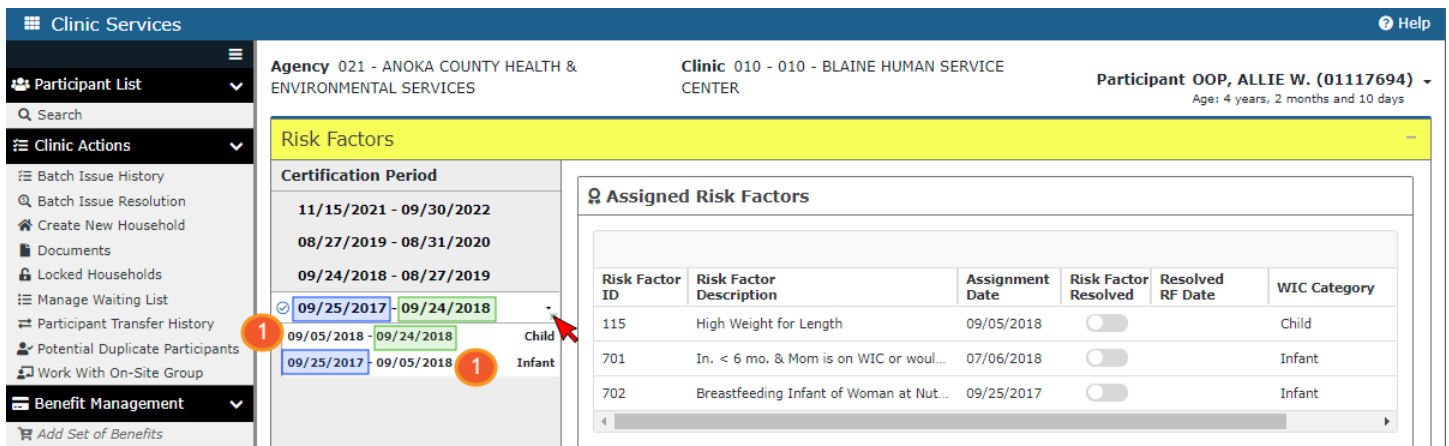 Clinic Services
Help
Participant List
Search
Clinic Actions
Batch Issue History
Batch Issue Resolution
Create New Household
Documents
Locked Households
Manage Waiting List
Participant Transfer History
Potential Duplicate Participants
Work With On-Site Group
Benefit Management
Add Set of Benefits
Agency 021 - ANOKA COUNTY HEALTH &
ENVIRONMENTAL SERVICES
Clinic 010 - 010 - BLAINE HUMAN SERVICE
CENTER
Participant OOP, ALLIE W. (01117694)
Age: 4 years, 2 months and 10 days
Risk Factors
Certification Period
11/15/2021 - 09/30/2022
08/27/2019 - 08/31/2020
09/24/2018 - 08/27/2019
09/25/2017 - 09/24/2018
1
09/05/2018 - 09/24/2018 Child
09/25/2017 - 09/05/2018 1 Infant
Assigned Risk Factors
Risk Factor ID Risk Factor Description Assignment Date Risk Factor Resolved Resolved RF Date WIC Category
115 High Weight for Length 09/05/2018 Child
701 In. < 6 mo. & Mom is on WIC or woul... 07/06/2018 Infant
702 Breastfeeding Infant of Woman at Nut... 09/25/2017 Infant